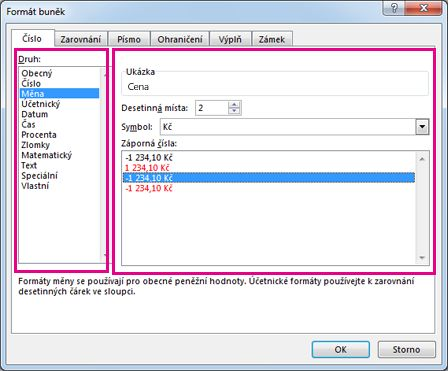 Formát buněk
Číslo Zarovnání Písmo Ohraničení Výplň Zámek
Druh:
Obecný
Číslo
Měna
Účetnický
Datum
Čas
Procenta
Zlomky
Matematický
Text
Speciální
Vlastní
Ukázka
Cena
Desetinná místa: 2
Symbol: Kč
Záporná čísla:
-1 234,10 Kč
1 234,10 Kč
-1 234,10 Kč
-1 234,10 Kč
Formáty měny se používají pro obecné peněžní hodnoty. Účetnické formáty používejte k zarovnání
desetinných čárek ve sloupci.
OK Storno